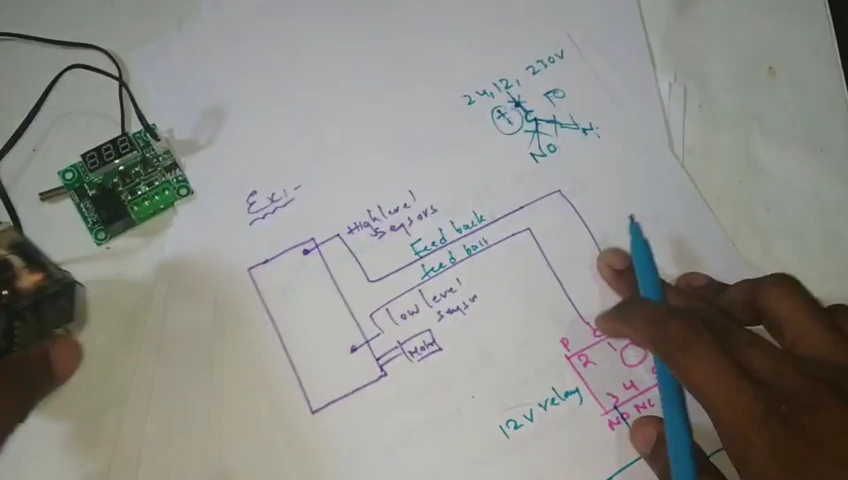 24, 12, 230V
NO
Ex:-
High level
sensors
Feed back
feed back
low level
sensor
Motor
P
2
1
3 4
NO NC
12V relay